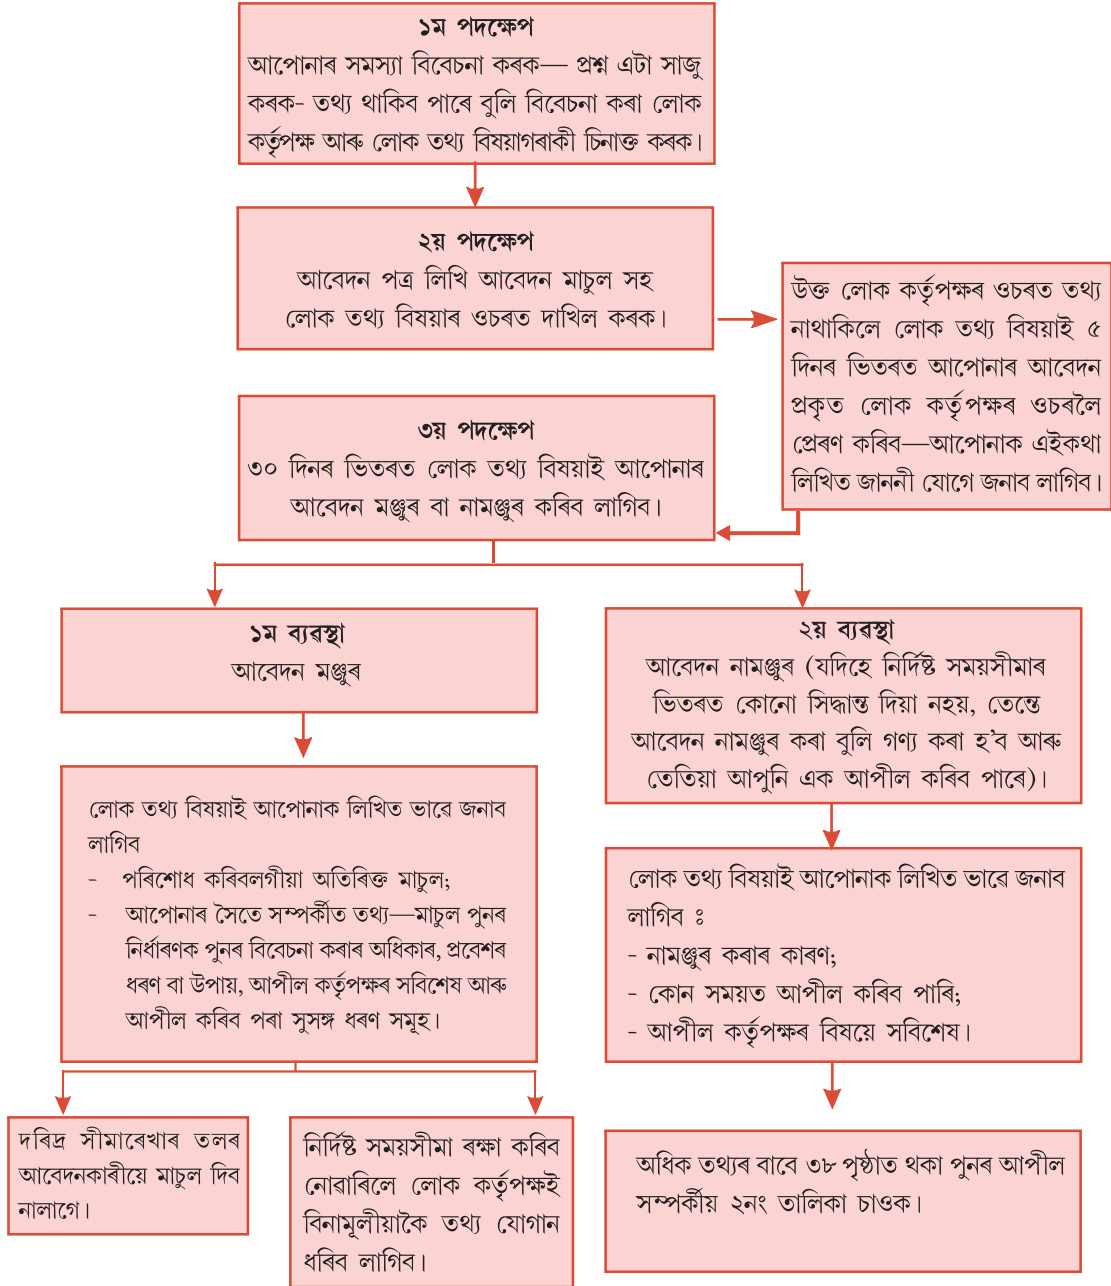 ১ম পদক্ষেপ
আপোনাৰ সমস্যা বিবেচনা কৰক— প্ৰশ্ন এটা সাজু
কৰক- তথ্য থাকিব পাৰে বুলি বিবেচনা কৰা লোক
কৰ্তৃপক্ষ আৰু লোক তথ্য বিষয়াগৰাকী চিনাক্ত কৰক।
২য় পদক্ষেপ
আবেদন পত্ৰ লিখি আবেদন মাচুল সহ
লোক তথ্য বিষয়াৰ ওচৰত দাখিল কৰক।
উক্ত লোক কৰ্তৃপক্ষৰ ওচৰত তথ্য
নাথাকিলে লোক তথ্য বিষয়াই ৫
দিনৰ ভিতৰত আপোনাৰ আবেদন
প্ৰকৃত লোক কৰ্তৃপক্ষৰ ওচৰলৈ
প্ৰেৰণ কৰিব—আপোনাক এইকথা
লিখিত জাননী যোগে জনাব লাগিব।
৩য় পদক্ষেপ
৩০ দিনৰ ভিতৰত লোক তথ্য বিষয়াই আপোনাৰ
আবেদন মঞ্জুৰ বা নামঞ্জুৰ কৰিব লাগিব।
১ম ব্যৱস্থা
আবেদন মঞ্জুৰ
লোক তথ্য বিষয়াই আপোনাক লিখিত ভাৱে জনাব
লাগিব
- পৰিশোধ কৰিবলগীয়া অতিৰিক্ত মাচুল;
- আপোনাৰ সৈতে সম্পৰ্কীত তথ্য—মাচুল পুনৰ
নিৰ্ধাৰণক পুনৰ বিবেচনা কৰাৰ অধিকাৰ, প্ৰবেশৰ
ধৰণ বা উপায়, আপীল কৰ্তৃপক্ষৰ সবিশেষ আৰু
আপীল কৰিব পৰা সুসঙ্গ ধৰণ সমূহ।
দৰিদ্ৰ সীমাৰেখাৰ তলৰ
আবেদনকাৰীয়ে মাচুল দিব
নালাগে।
নিৰ্দিষ্ট সময়সীমা ৰক্ষা কৰিব
নোৱাৰিলে লোক কৰ্তৃপক্ষই
বিনামূলীয়াকৈ তথ্য যোগান
ধৰিব লাগিব।
২য় ব্যৱস্থা
আবেদন নামঞ্জুৰ (যদিহে নিৰ্দিষ্ট সময়সীমাৰ
ভিতৰত কোনো সিদ্ধান্ত দিয়া নহয়, তেন্তে
আবেদন নামঞ্জুৰ কৰা বুলি গণ্য কৰা হ’ব আৰু
তেতিয়া আপুনি এক আপীল কৰিব পাৰে)।
লোক তথ্য বিষয়াই আপোনাক লিখিত ভাৱে জনাব
লাগিব ঃ
- নামঞ্জুৰ কৰাৰ কাৰণ;
- কোন সময়ত আপীল কৰিব পাৰি;
- আপীল কৰ্তৃপক্ষৰ বিষয়ে সবিশেষ।
অধিক তথ্যৰ বাবে ৩৮ পৃষ্ঠাত থকা পুনৰ আপীল
সম্পৰ্কীয় ২নং তালিকা চাওক।